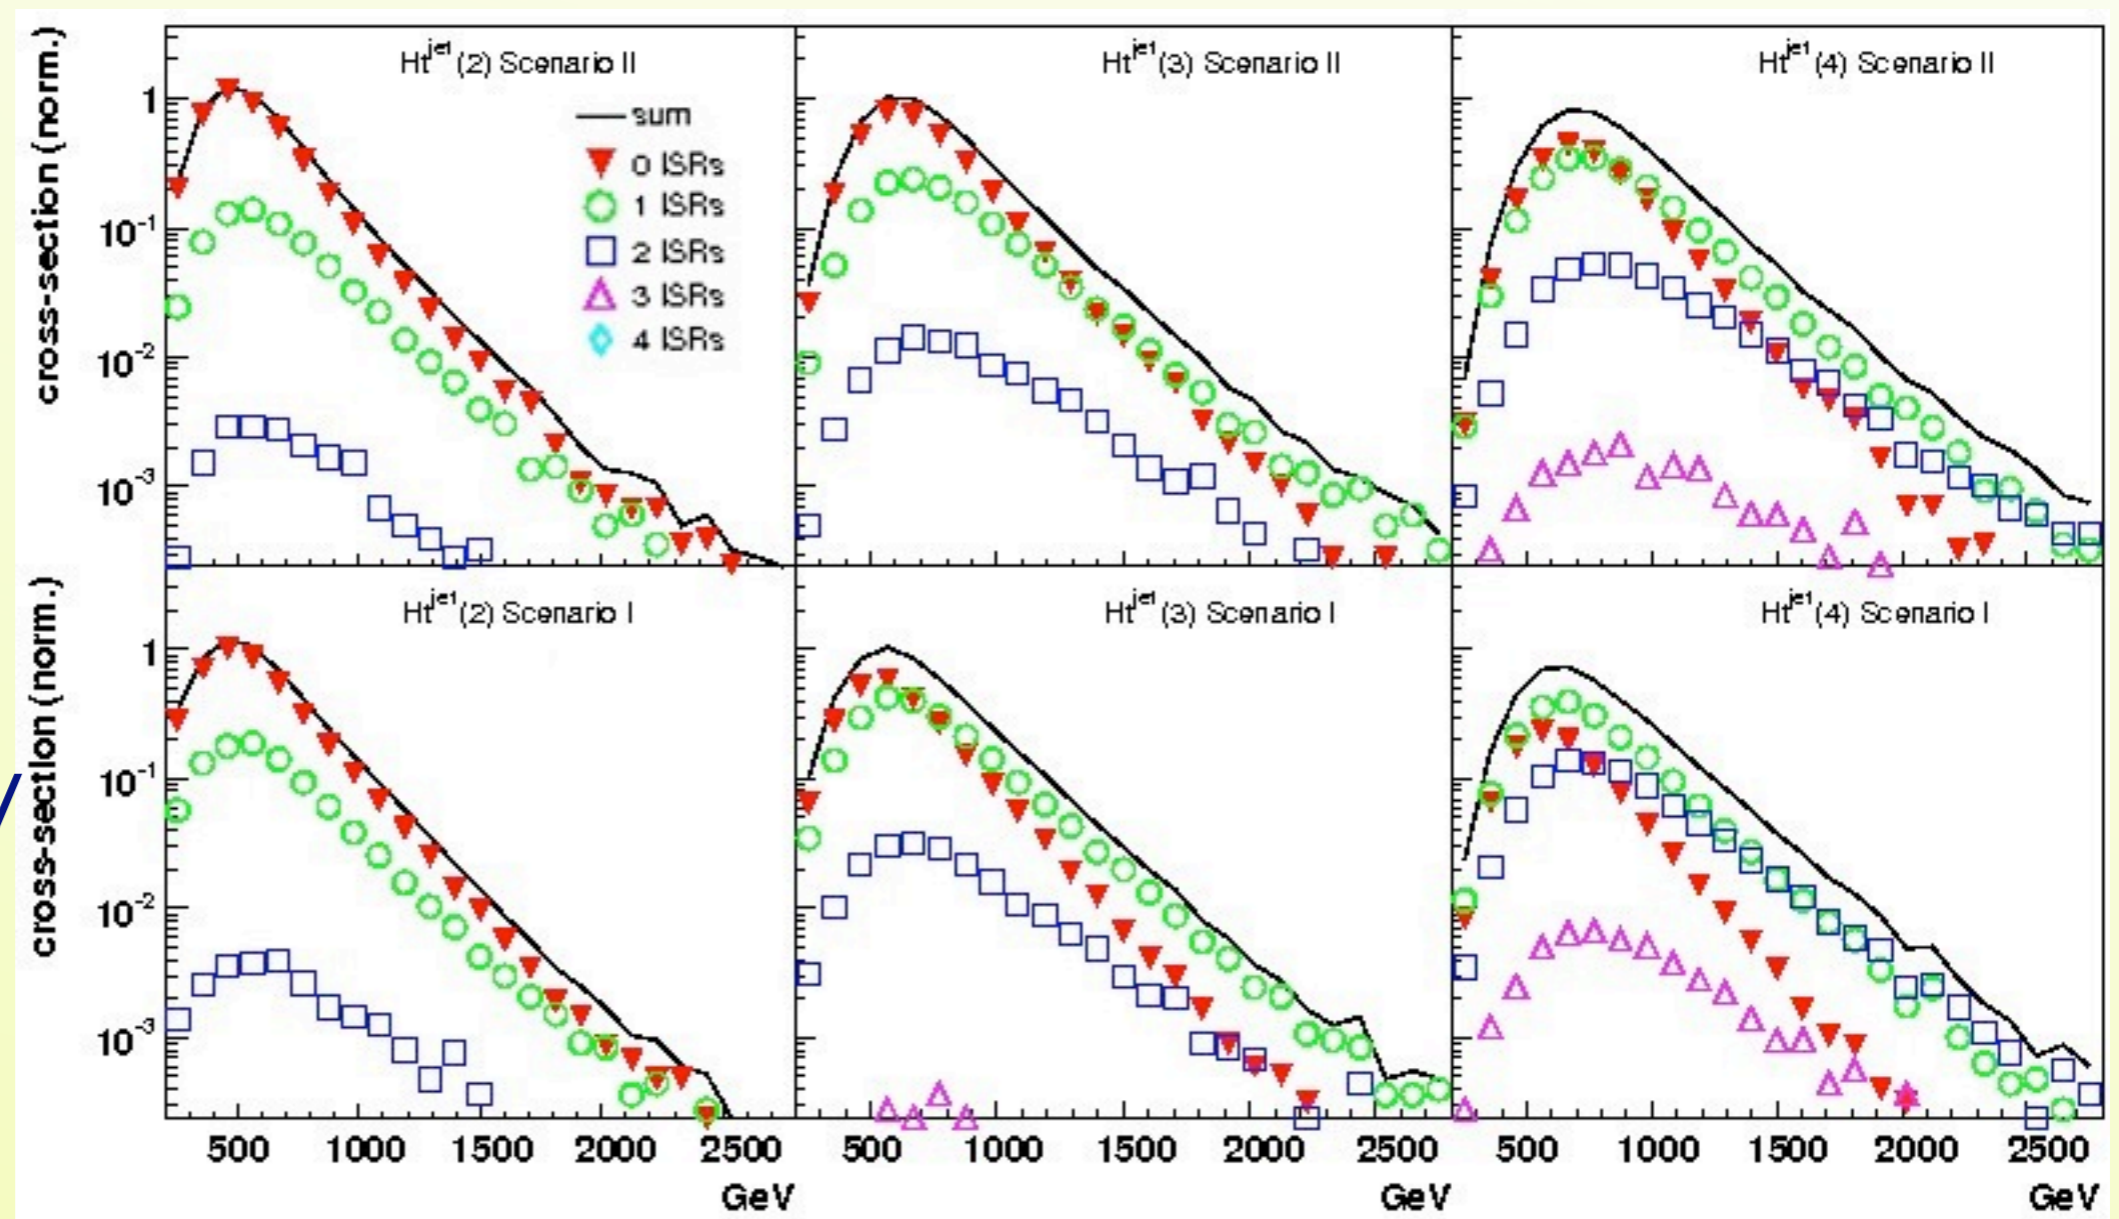 cross-section (norm.)
Ht^jet(2) Scenario II
Ht^jet(3) Scenario II
Ht^jet(4) Scenario II
sum
0 ISRs
1 ISRs
2 ISRs
3 ISRs
4 ISRs
1
10^-1
10^-2
10^-3
cross-section (norm.)
Ht^jet(2) Scenario I
Ht^jet(3) Scenario I
Ht^jet(4) Scenario I
1
10^-1
10^-2
10^-3
500 1000 1500 2000 2500
500 1000 1500 2000
500 1000 1500 2000 2500
GeV GeV GeV